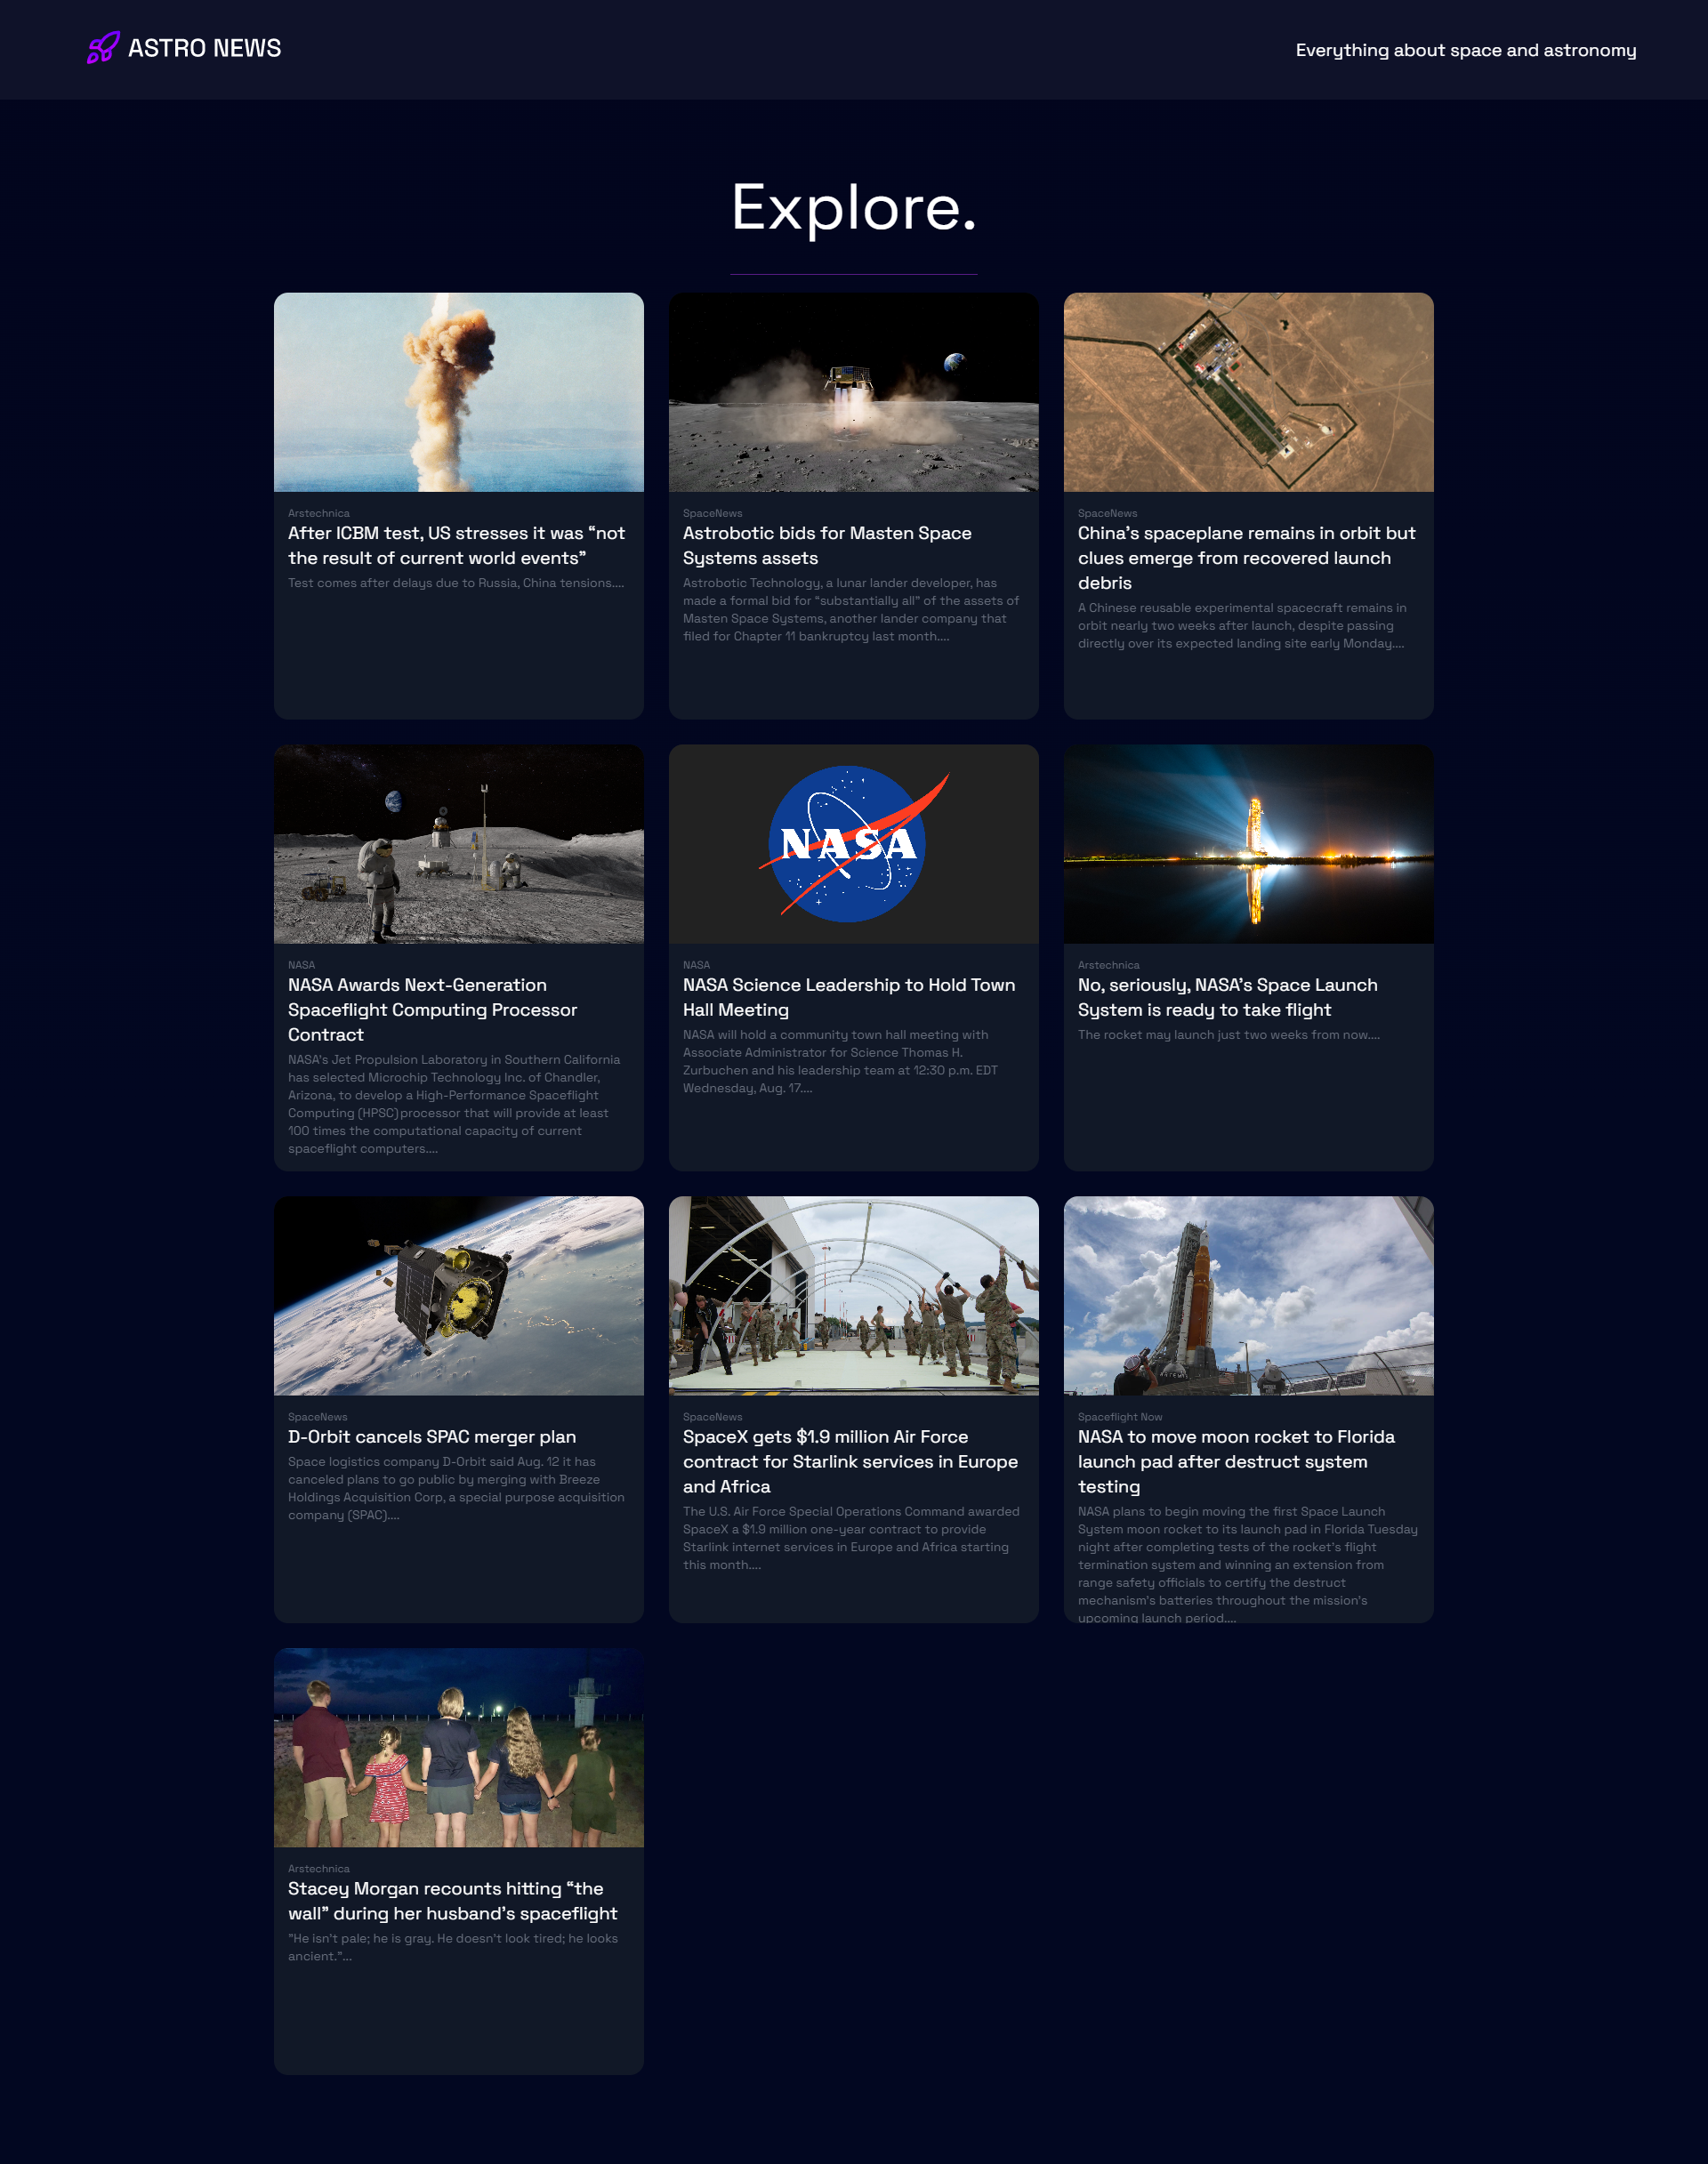 ASTRO NEWS
Everything about space and astronomy
Explore.
Arstechnica
After ICBM test, US stresses it was “not
the result of current world events”
Test comes after delays due to Russia, China tensions....
SpaceNews
Astrobotic bids for Masten Space
Systems assets
Astrobotic Technology, a lunar lander developer, has
made a formal bid for “substantially all” of the assets of
Masten Space Systems, another lander company that
filed for Chapter 11 bankruptcy last month....
SpaceNews
China’s spaceplane remains in orbit but
clues emerge from recovered launch
debris
A Chinese reusable experimental spacecraft remains in
orbit nearly two weeks after launch, despite passing
directly over its expected landing site early Monday....
NASA
NASA Awards Next-Generation
Spaceflight Computing Processor
Contract
NASA’s Jet Propulsion Laboratory in Southern California
has selected Microchip Technology Inc. of Chandler,
Arizona, to develop a High-Performance Spaceflight
Computing (HPSC) processor that will provide at least
100 times the computational capacity of current
spaceflight computers....
NASA
NASA
NASA Science Leadership to Hold Town
Hall Meeting
NASA will hold a community town hall meeting with
Associate Administrator for Science Thomas H.
Zurbuchen and his leadership team at 12:30 p.m. EDT
Wednesday, Aug. 17....
Arstechnica
No, seriously, NASA’s Space Launch
System is ready to take flight
The rocket may launch just two weeks from now....
SpaceNews
D-Orbit cancels SPAC merger plan
Space logistics company D-Orbit said Aug. 12 it has
canceled plans to go public by merging with Breeze
Holdings Acquisition Corp, a special purpose acquisition
company (SPAC)....
SpaceNews
SpaceX gets $1.9 million Air Force
contract for Starlink services in Europe
and Africa
The U.S. Air Force Special Operations Command awarded
SpaceX a $1.9 million one-year contract to provide
Starlink internet services in Europe and Africa starting
this month....
Spaceflight Now
NASA to move moon rocket to Florida
launch pad after destruct system
testing
NASA plans to begin moving the first Space Launch
System moon rocket to its launch pad in Florida Tuesday
night after completing tests of the rocket’s flight
termination system and winning an extension from
range safety officials to certify the destruct
mechanism’s batteries throughout the mission’s
upcoming launch period....
Arstechnica
Stacey Morgan recounts hitting “the
wall” during her husband’s spaceflight
"He isn't pale; he is gray. He doesn't look tired; he looks
ancient."...